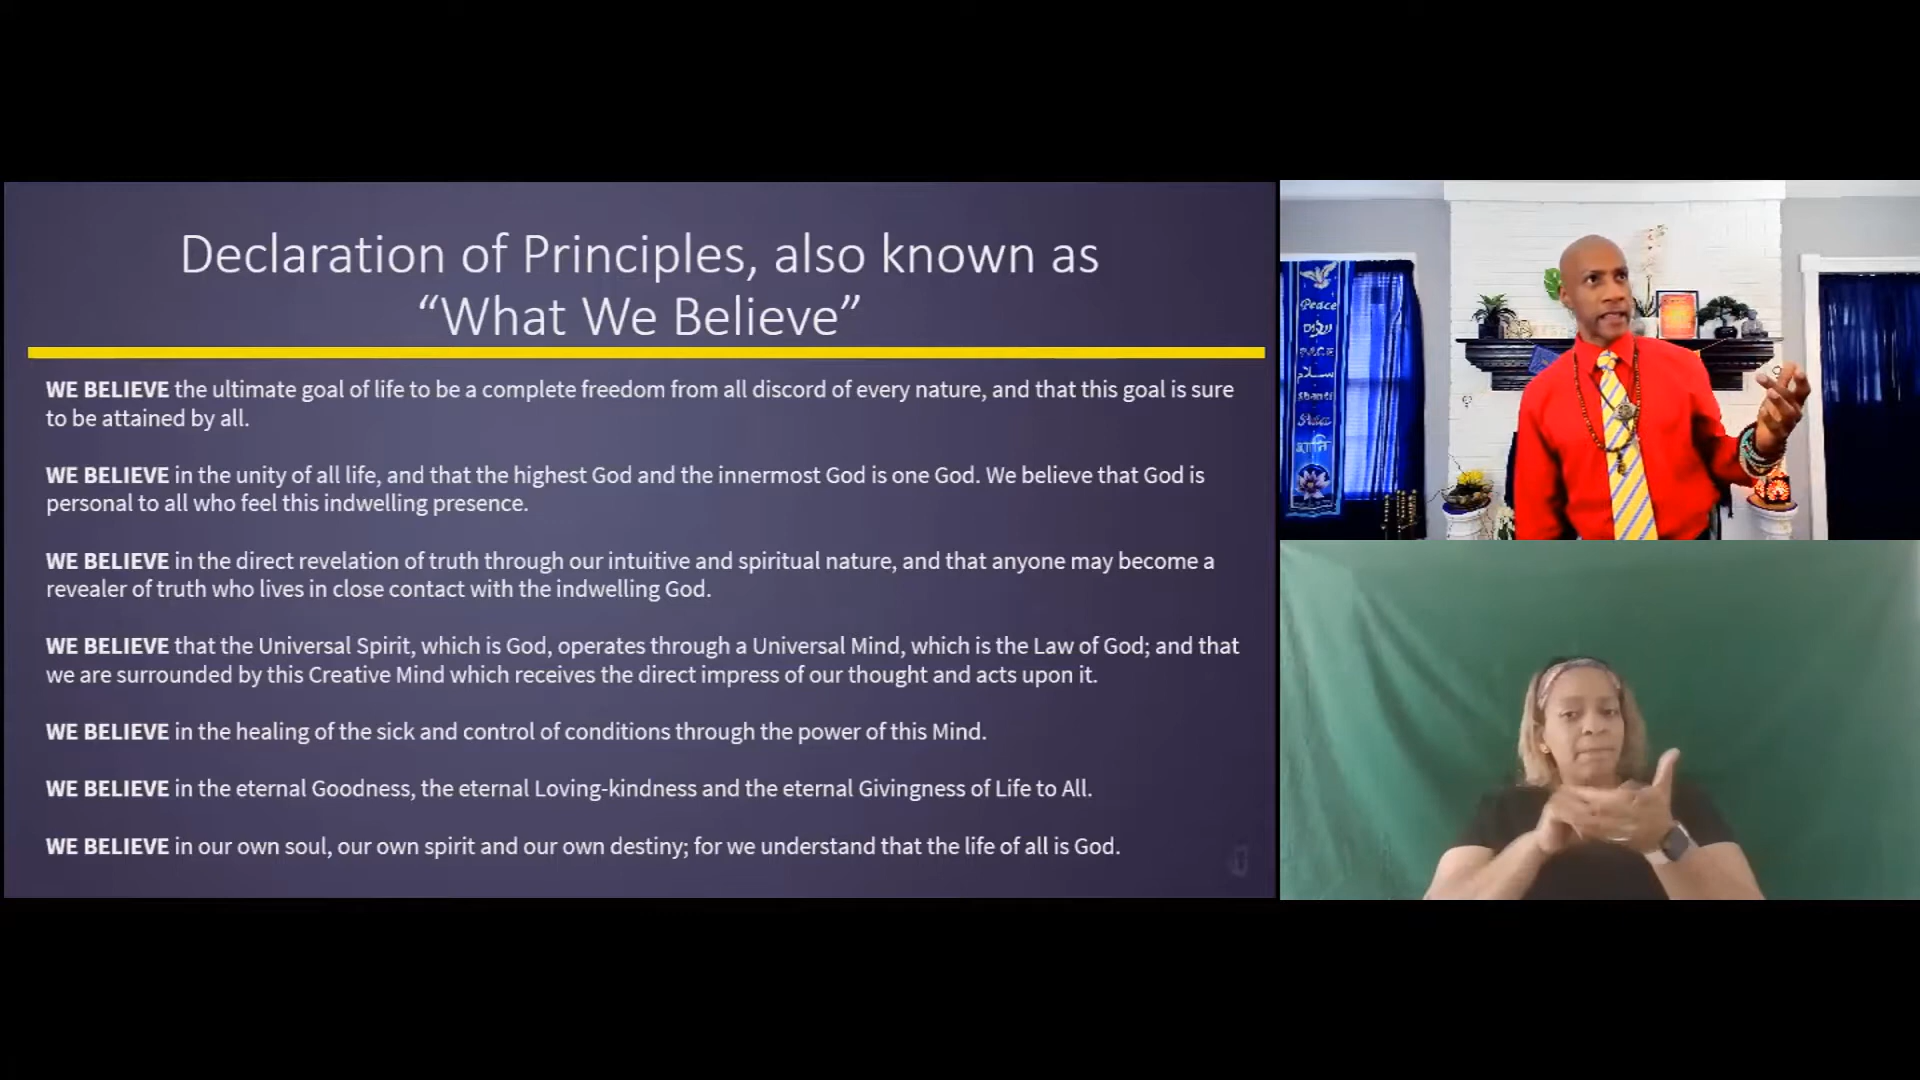 Declaration of Principles, also known as
“What We Believe”
WE BELIEVE the ultimate goal of life to be a complete freedom from all discord of every nature, and that this goal is sure
to be attained by all.
WE BELIEVE in the unity of all life, and that the highest God and the innermost God is one God. We believe that God is
personal to all who feel this indwelling presence.
WE BELIEVE in the direct revelation of truth through our intuitive and spiritual nature, and that anyone may become a
revealer of truth who lives in close contact with the indwelling God.
WE BELIEVE that the Universal Spirit, which is God, operates through a Universal Mind, which is the Law of God; and that
we are surrounded by this Creative Mind which receives the direct impress of our thought and acts upon it.
WE BELIEVE in the healing of the sick and control of conditions through the power of this Mind.
WE BELIEVE in the eternal Goodness, the eternal Loving-kindness and the eternal Givingness of Life to All.
WE BELIEVE in our own soul, our own spirit and our own destiny; for we understand that the life of all is God.
Peace